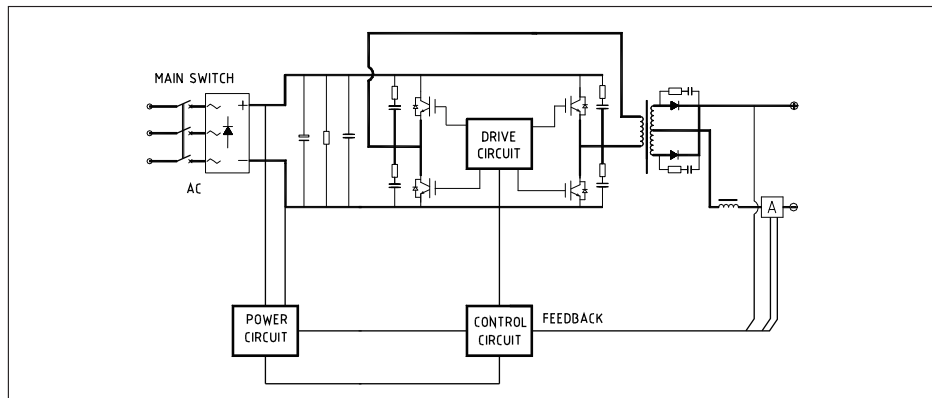 MAIN SWITCH
AC
DRIVE
CIRCUIT
A
POWER
CIRCUIT
CONTROL
CIRCUIT
FEEDBACK